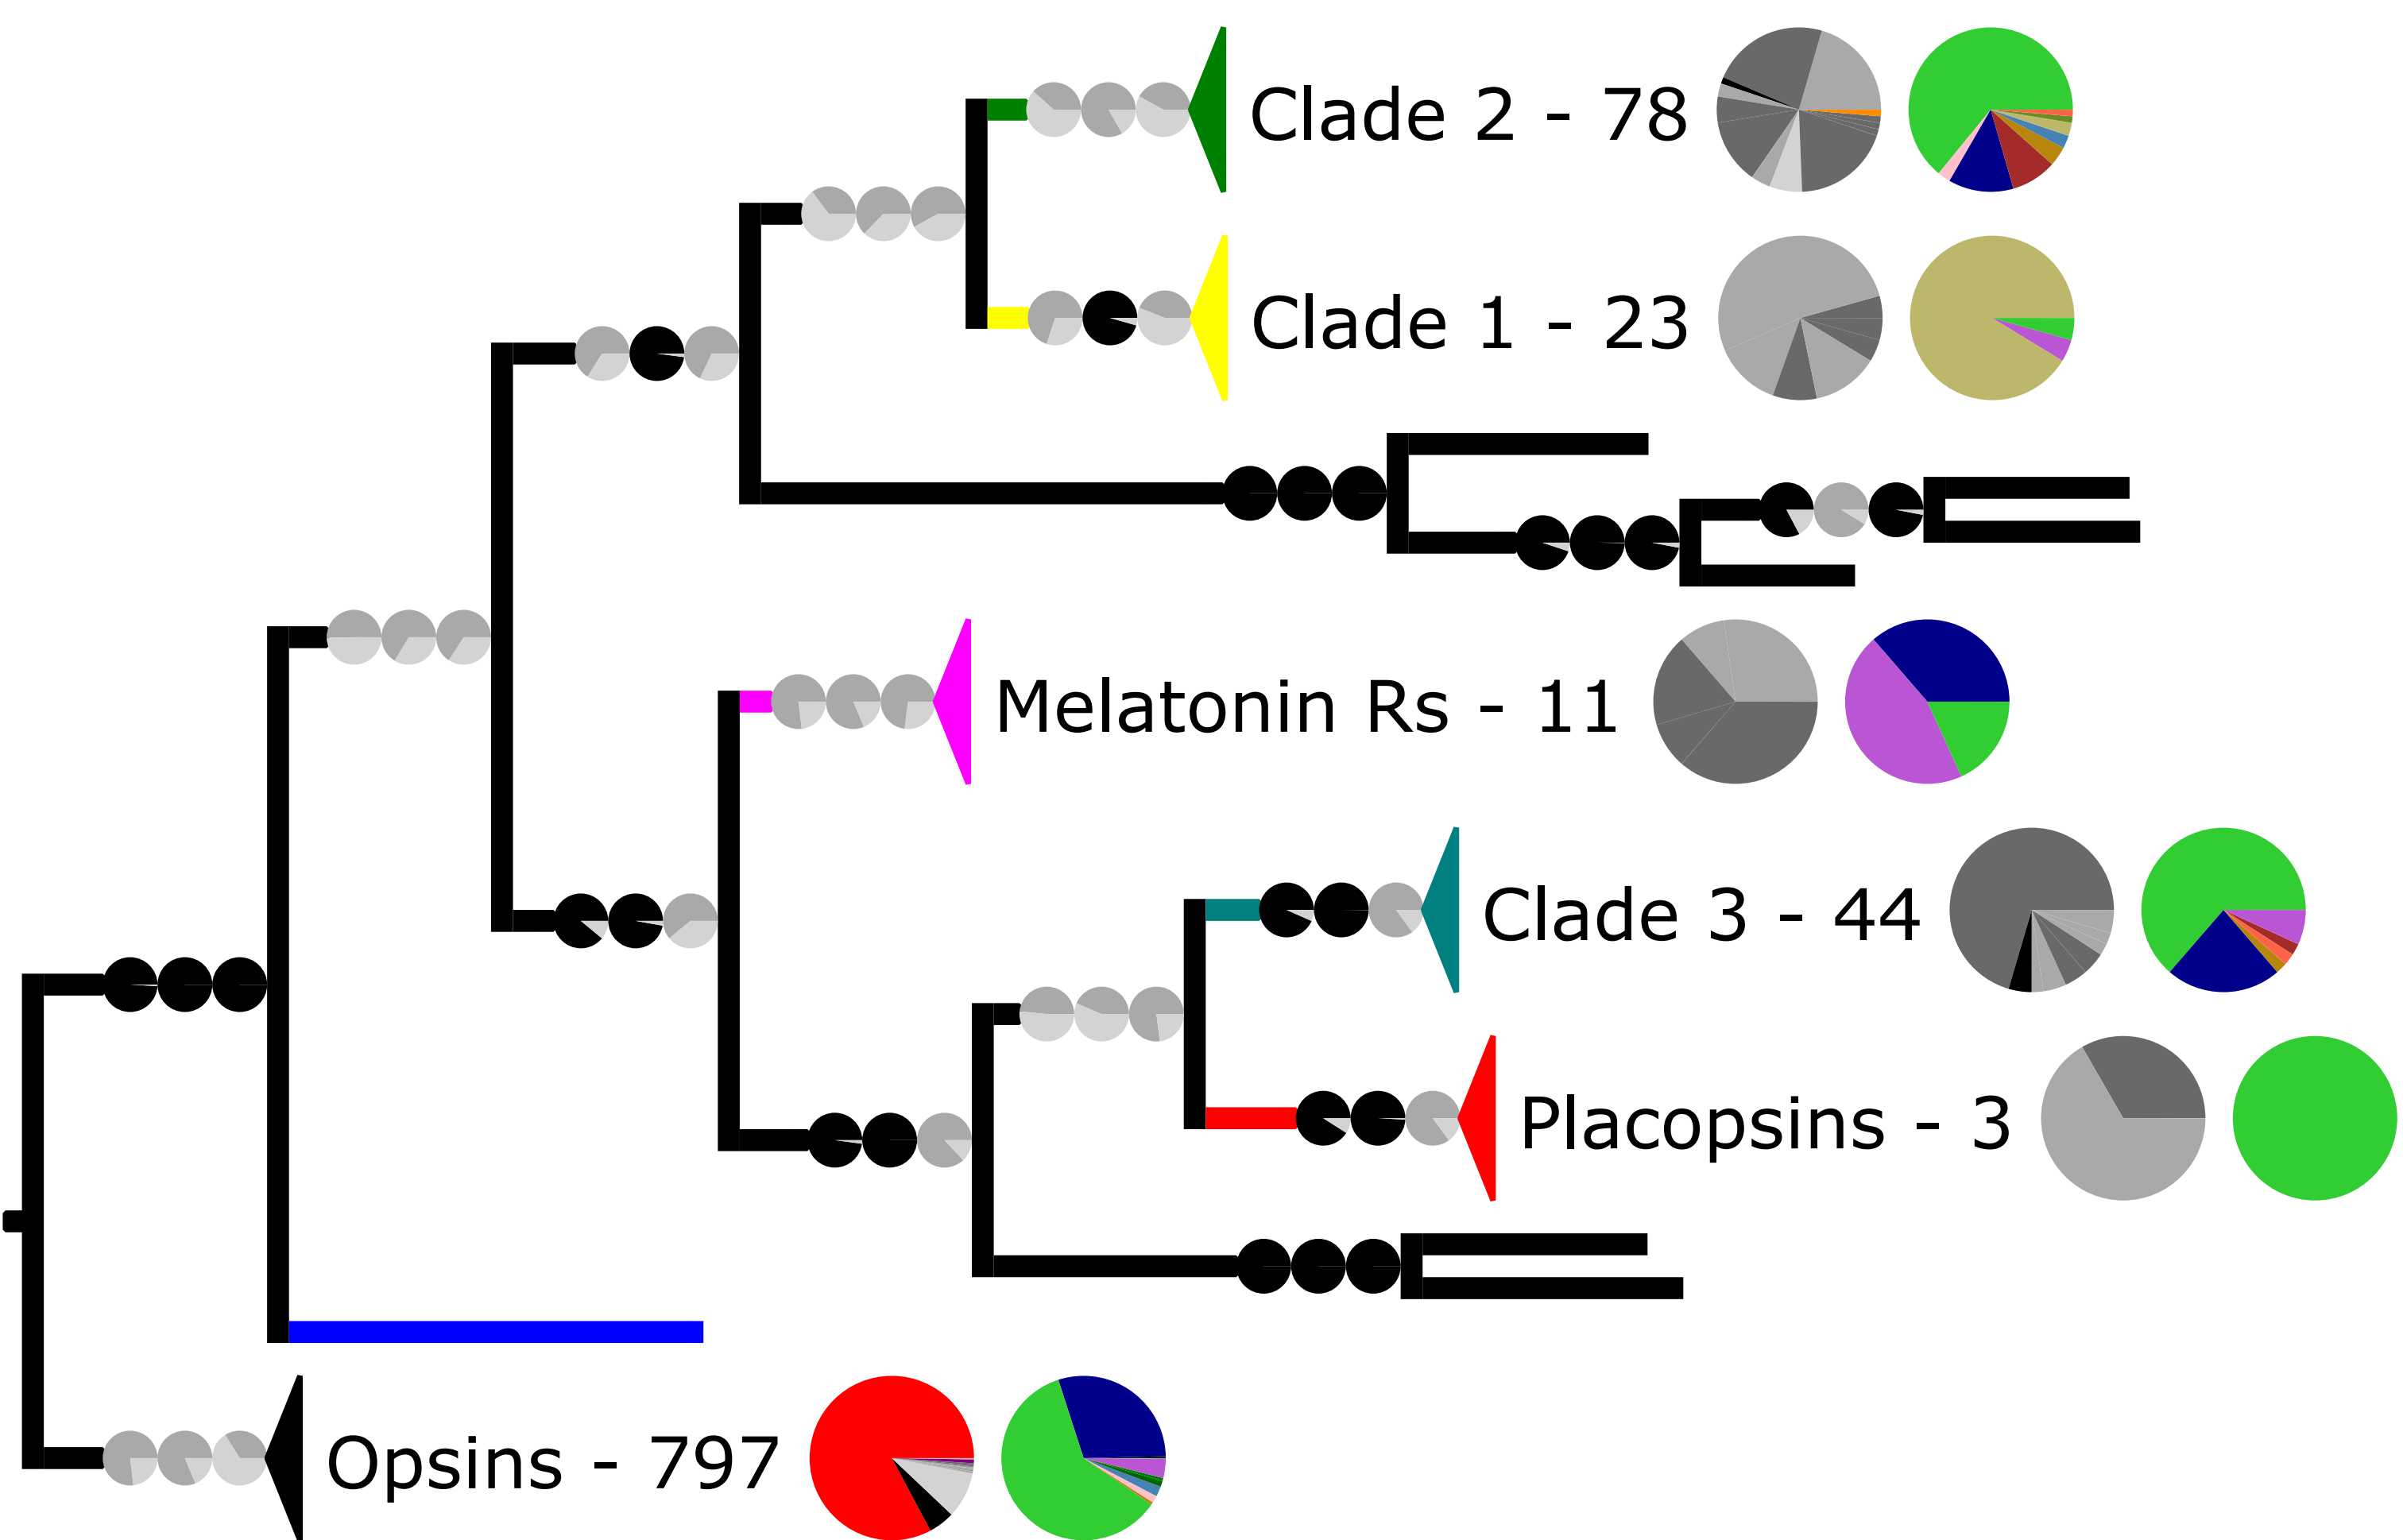 Clade 2 - 78
Clade 1 - 23
Melatonin Rs - 11
Clade 3 - 44
Placopsins - 3
Opsins - 797